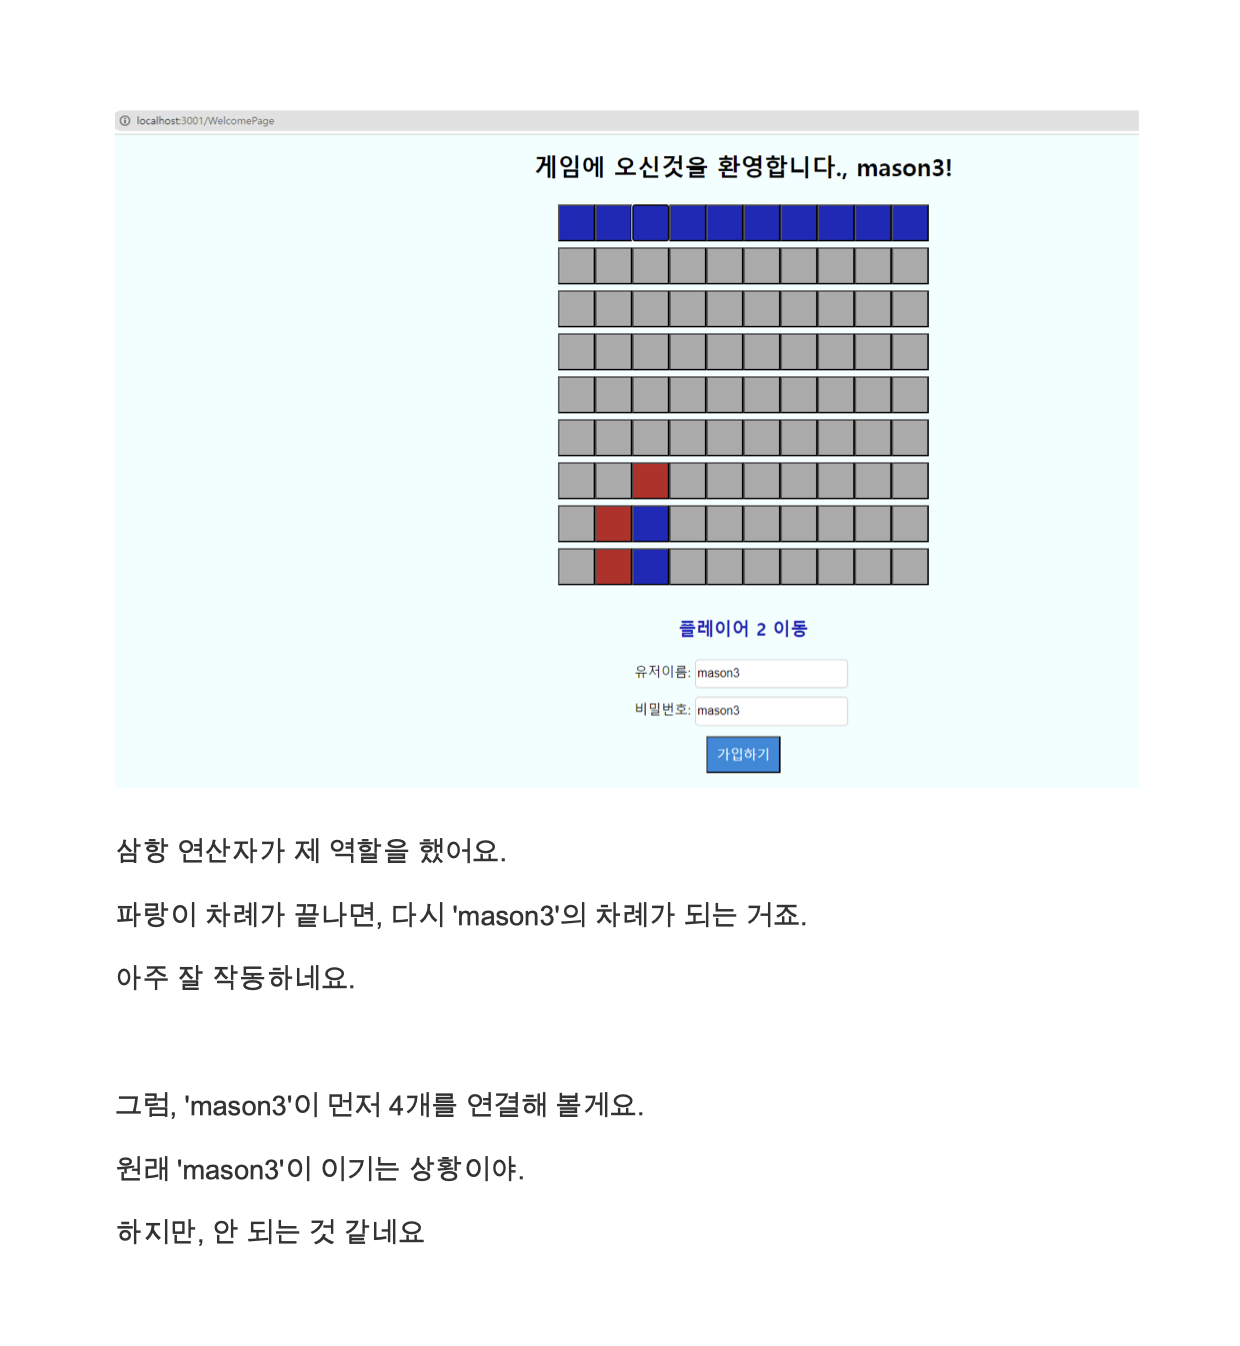 localhost:3001/WelcomePage
게임에 오신것을 환영합니다., mason3!
플레이어 2 이동
유저이름: mason3
비밀번호: mason3
가입하기
삼항 연산자가 제 역할을 했어요.
파랑이 차례가 끝나면, 다시 'mason3'의 차례가 되는 거죠.
아주 잘 작동하네요.
그럼, 'mason3'이 먼저 4개를 연결해 볼게요.
원래 'mason3'이 이기는 상황이야.
하지만, 안 되는 것 같네요